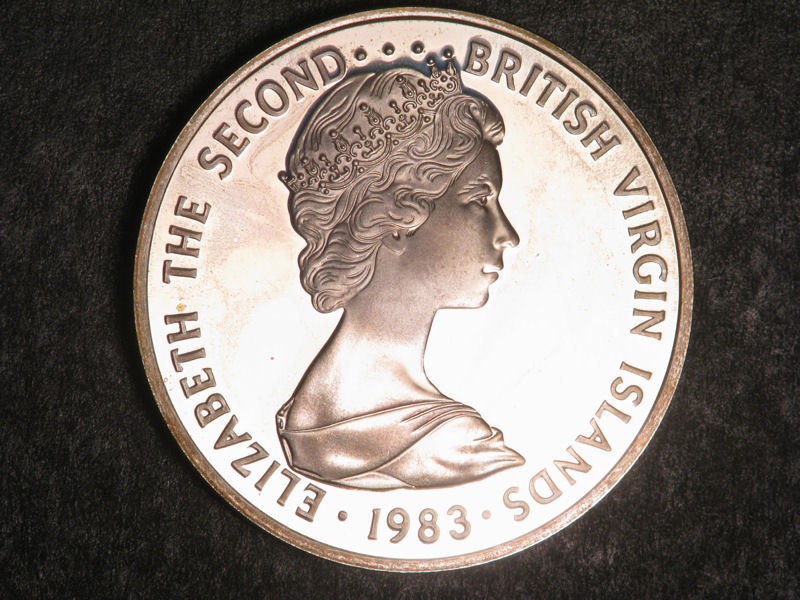 ELIZABETH THE SECOND · · · · BRITISH VIRGIN ISLANDS
· 1983 ·